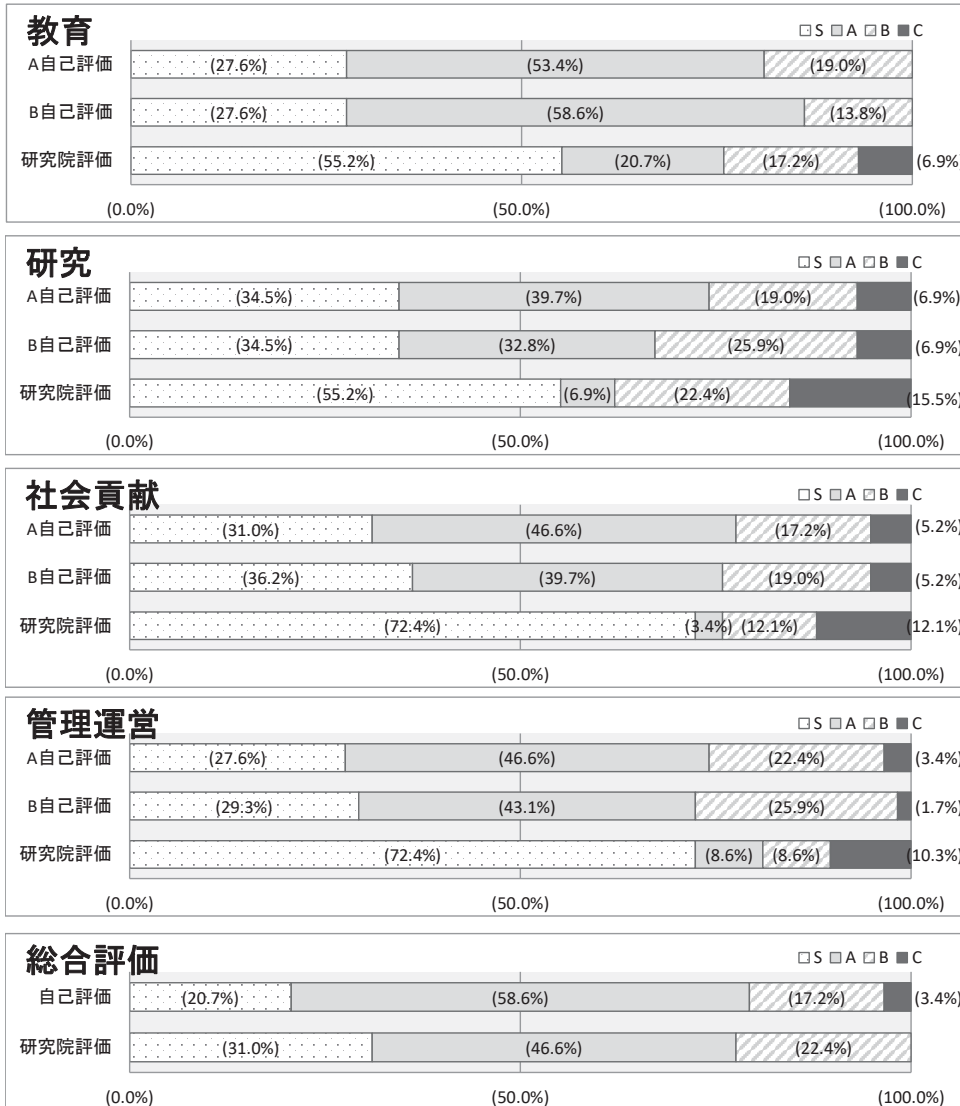 教育
S A B C
A自己評価 (27.6%) (53.4%) (19.0%)
B自己評価 (27.6%) (58.6%) (13.8%)
研究院評価 (55.2%) (20.7%) (17.2%) (6.9%)
(0.0%) (50.0%) (100.0%)
研究
S A B C
A自己評価 (34.5%) (39.7%) (19.0%) (6.9%)
B自己評価 (34.5%) (32.8%) (25.9%) (6.9%)
研究院評価 (55.2%) (6.9%) (22.4%) (15.5%)
(0.0%) (50.0%) (100.0%)
社会貢献
S A B C
A自己評価 (31.0%) (46.6%) (17.2%) (5.2%)
B自己評価 (36.2%) (39.7%) (19.0%) (5.2%)
研究院評価 (72.4%) (3.4%) (12.1%) (12.1%)
(0.0%) (50.0%) (100.0%)
管理運営
S A B C
A自己評価 (27.6%) (46.6%) (22.4%) (3.4%)
B自己評価 (29.3%) (43.1%) (25.9%) (1.7%)
研究院評価 (72.4%) (8.6%) (8.6%) (10.3%)
(0.0%) (50.0%) (100.0%)
総合評価
S A B C
自己評価 (20.7%) (58.6%) (17.2%) (3.4%)
研究院評価 (31.0%) (46.6%) (22.4%)
(0.0%) (50.0%) (100.0%)